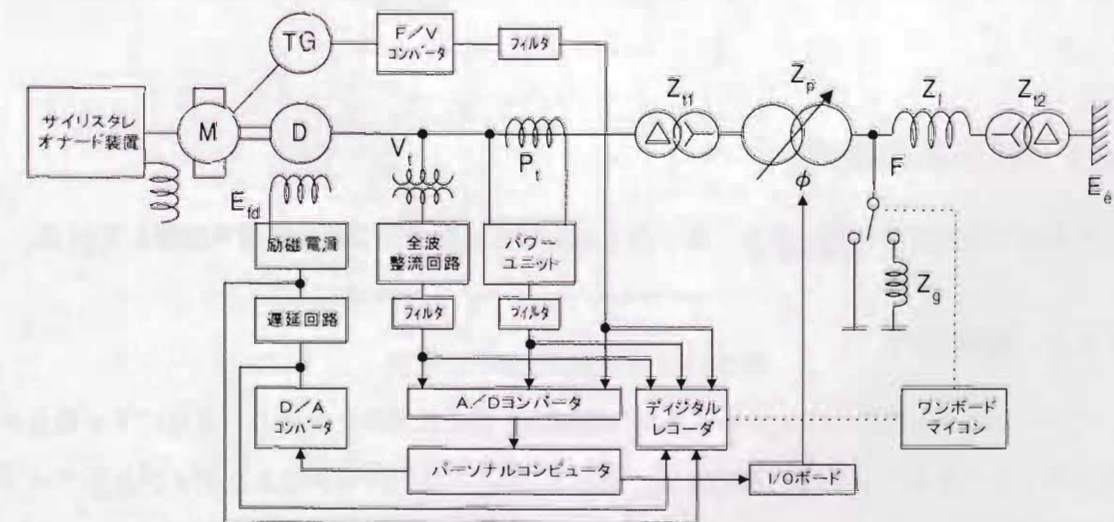 TG
F/V
コンバータ
フィルタ
サイリスタレ
オナード装置
M
D
V_t
P_t
Z_t1
Z_p
Z_l
Z_t2
E_fd
φ
F
E_e
励磁電源
全波
整流回路
パワー
ユニット
Z_g
遅延回路
フィルタ
フィルタ
D/A
コンバータ
A/Dコンバータ
ディジタル
レコーダ
ワンボード
マイコン
パーソナルコンピュータ
I/Oボード